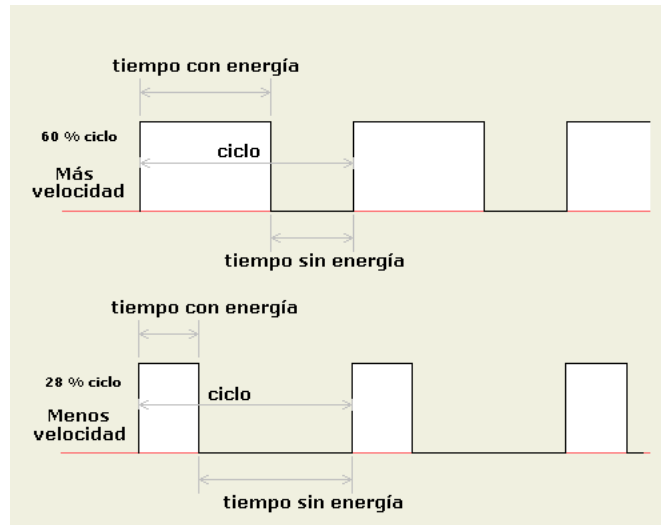 tiempo con energía
60 % ciclo
ciclo
Más
velocidad
tiempo sin energía
tiempo con energía
28 % ciclo
ciclo
Menos
velocidad
tiempo sin energía